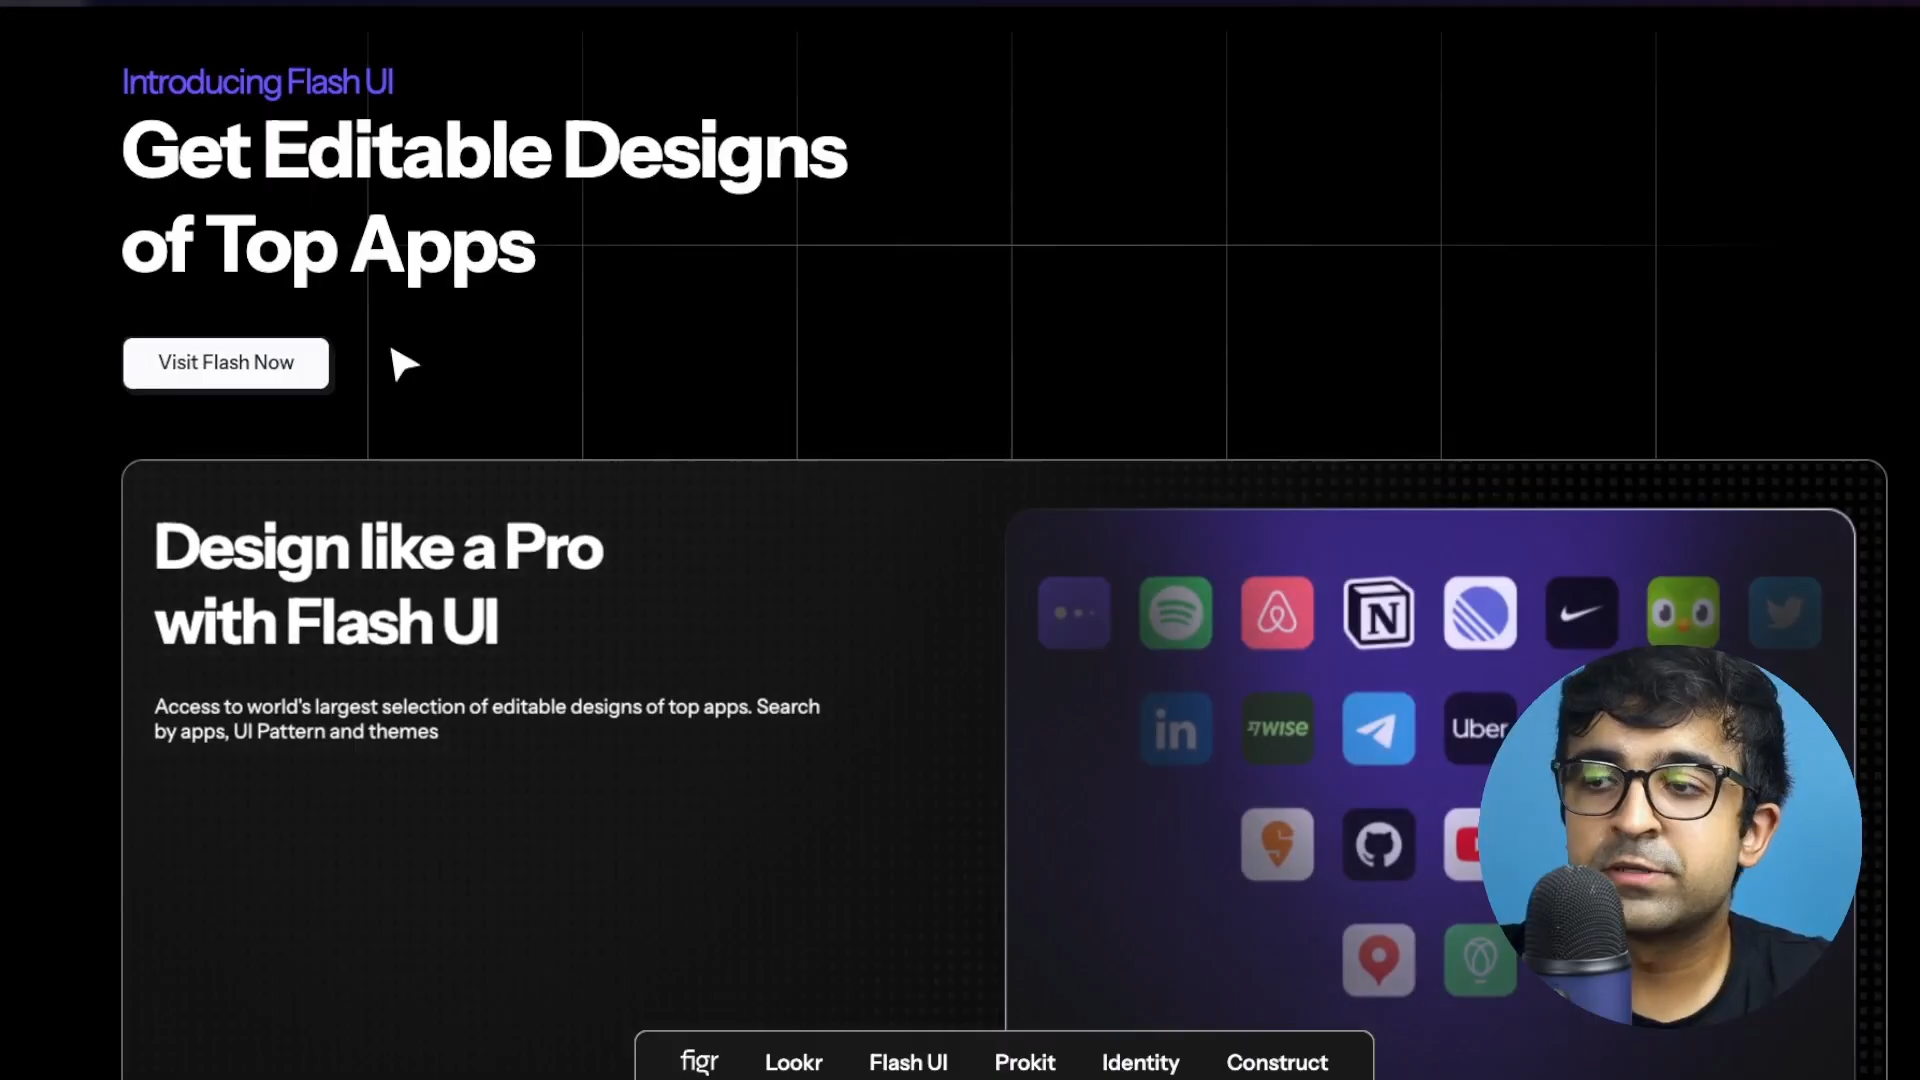 Introducing Flash UI
Get Editable Designs
of Top Apps
Visit Flash Now
Design like a Pro
with Flash UI
Access to world's largest selection of editable designs of top apps. Search
by apps, UI Pattern and themes
N
in
WISE
Uber
figr
Lookr
Flash UI
Prokit
Identity
Construct